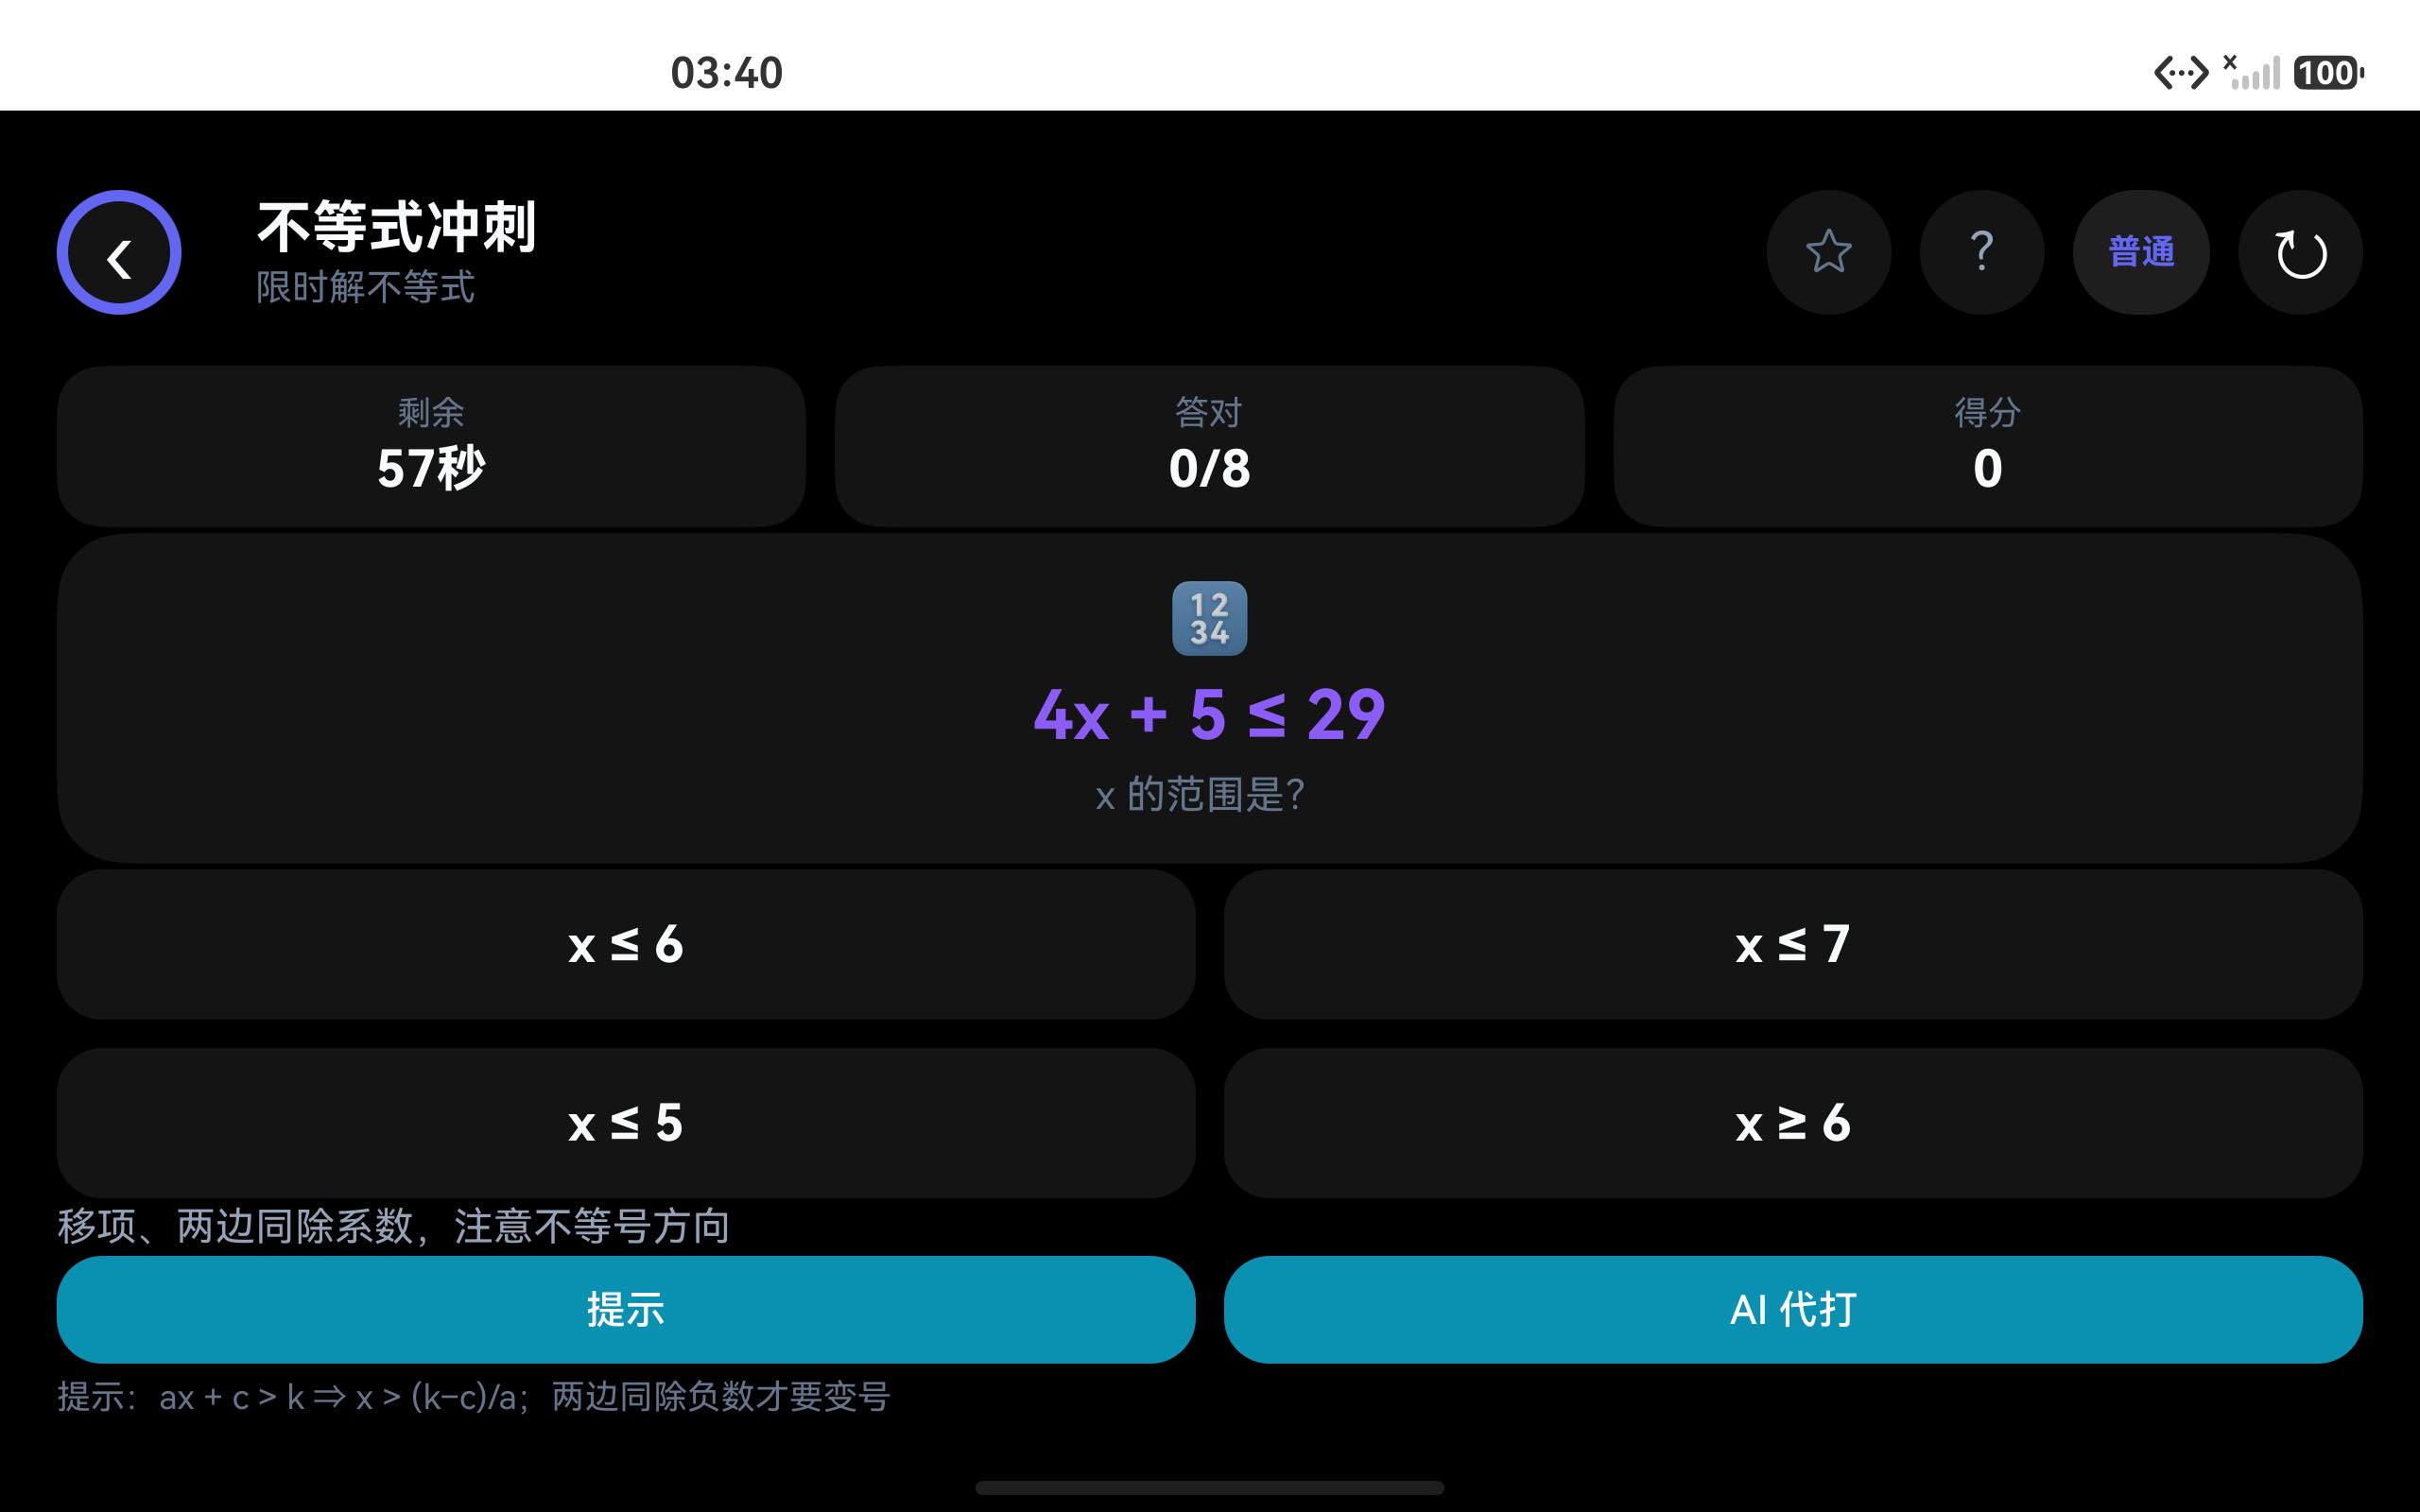 03:40
100
不等式冲刺
限时解不等式
?
普通
剩余
57秒
答对
0/8
得分
0
12
34
4x + 5 ≤ 29
x 的范围是？
x ≤ 6
x ≤ 7
x ≤ 5
x ≥ 6
移项、两边同除系数，注意不等号方向
提示
AI 代打
提示：ax + c > k ⇒ x > (k−c)/a；两边同除负数才要变号